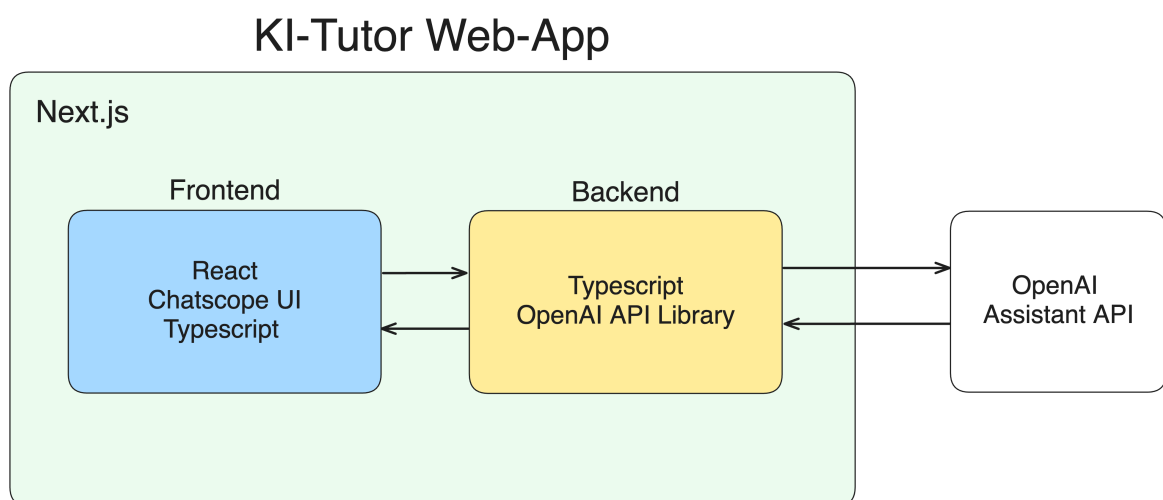 KI-Tutor Web-App
Next.js
Frontend
React
Chatscope UI
Typescript
Backend
Typescript
OpenAI API Library
OpenAI
Assistant API